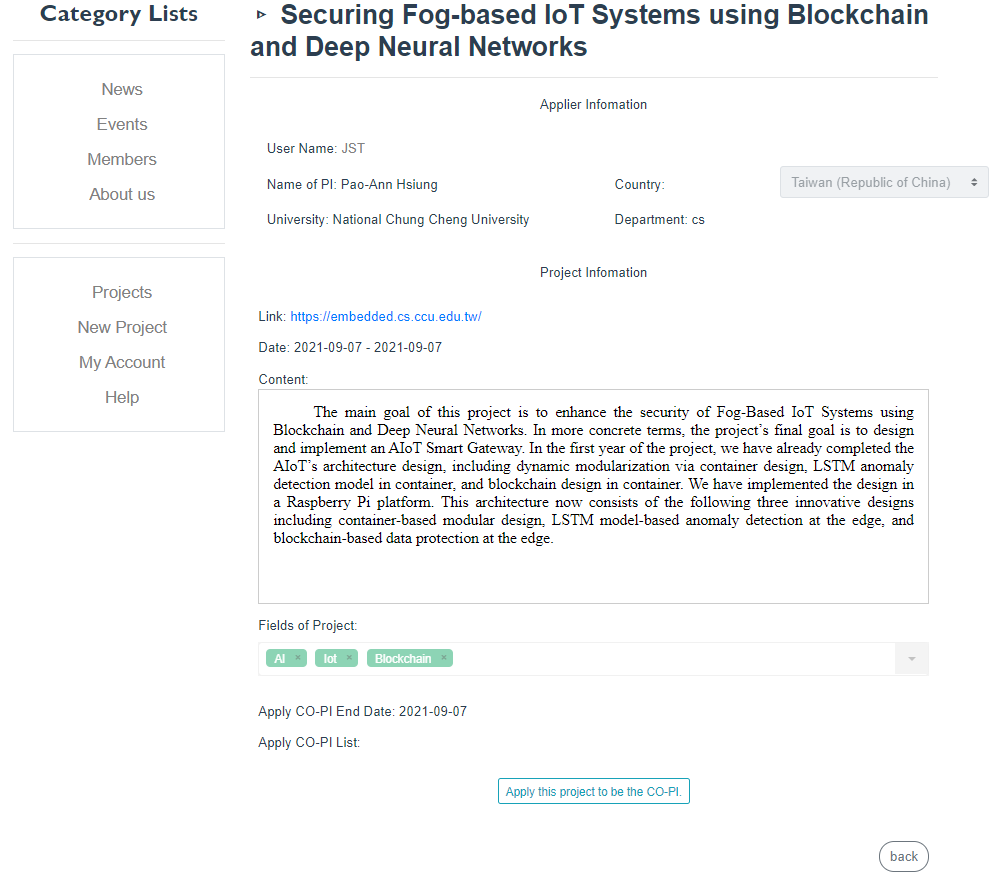 Category Lists
News
Events
Members
About us
Projects
New Project
My Account
Help
Securing Fog-based IoT Systems using Blockchain
and Deep Neural Networks
Applier Infomation
User Name: JST
Name of PI: Pao-Ann Hsiung
Country:
Taiwan (Republic of China)
University: National Chung Cheng University
Department: cs
Project Infomation
Link: https://embedded.cs.ccu.edu.tw/
Date: 2021-09-07 - 2021-09-07
Content:
The main goal of this project is to enhance the security of Fog-Based IoT Systems using
Blockchain and Deep Neural Networks. In more concrete terms, the project’s final goal is to design
and implement an AIoT Smart Gateway. In the first year of the project, we have already completed the
AIoT’s architecture design, including dynamic modularization via container design, LSTM anomaly
detection model in container, and blockchain design in container. We have implemented the design in
a Raspberry Pi platform. This architecture now consists of the following three innovative designs
including container-based modular design, LSTM model-based anomaly detection at the edge, and
blockchain-based data protection at the edge.
Fields of Project:
AI × Iot × Blockchain ×
Apply CO-PI End Date: 2021-09-07
Apply CO-PI List:
Apply this project to be the CO-PI.
back